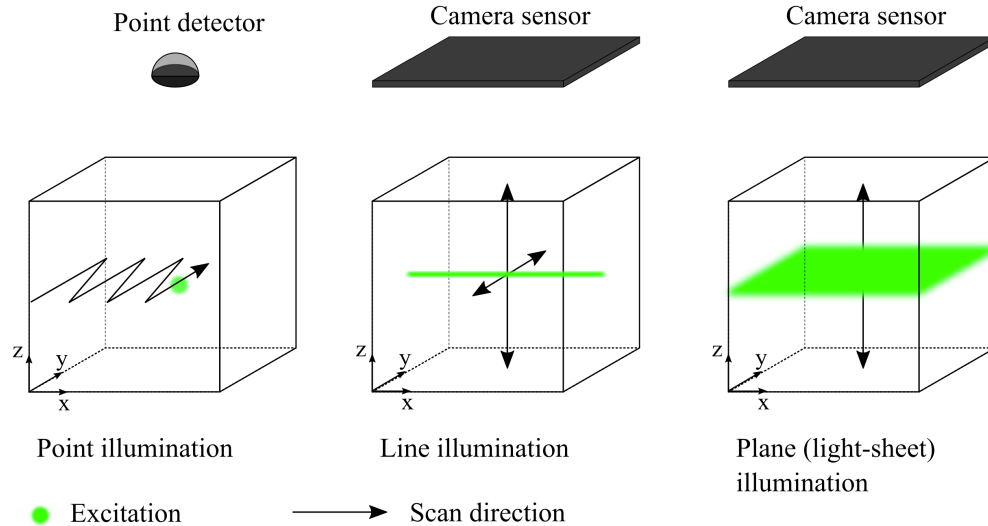 Point detector
Camera sensor
Camera sensor
z
y
x
z
y
x
z
y
x
Point illumination
Line illumination
Plane (light-sheet)
illumination
Excitation
Scan direction